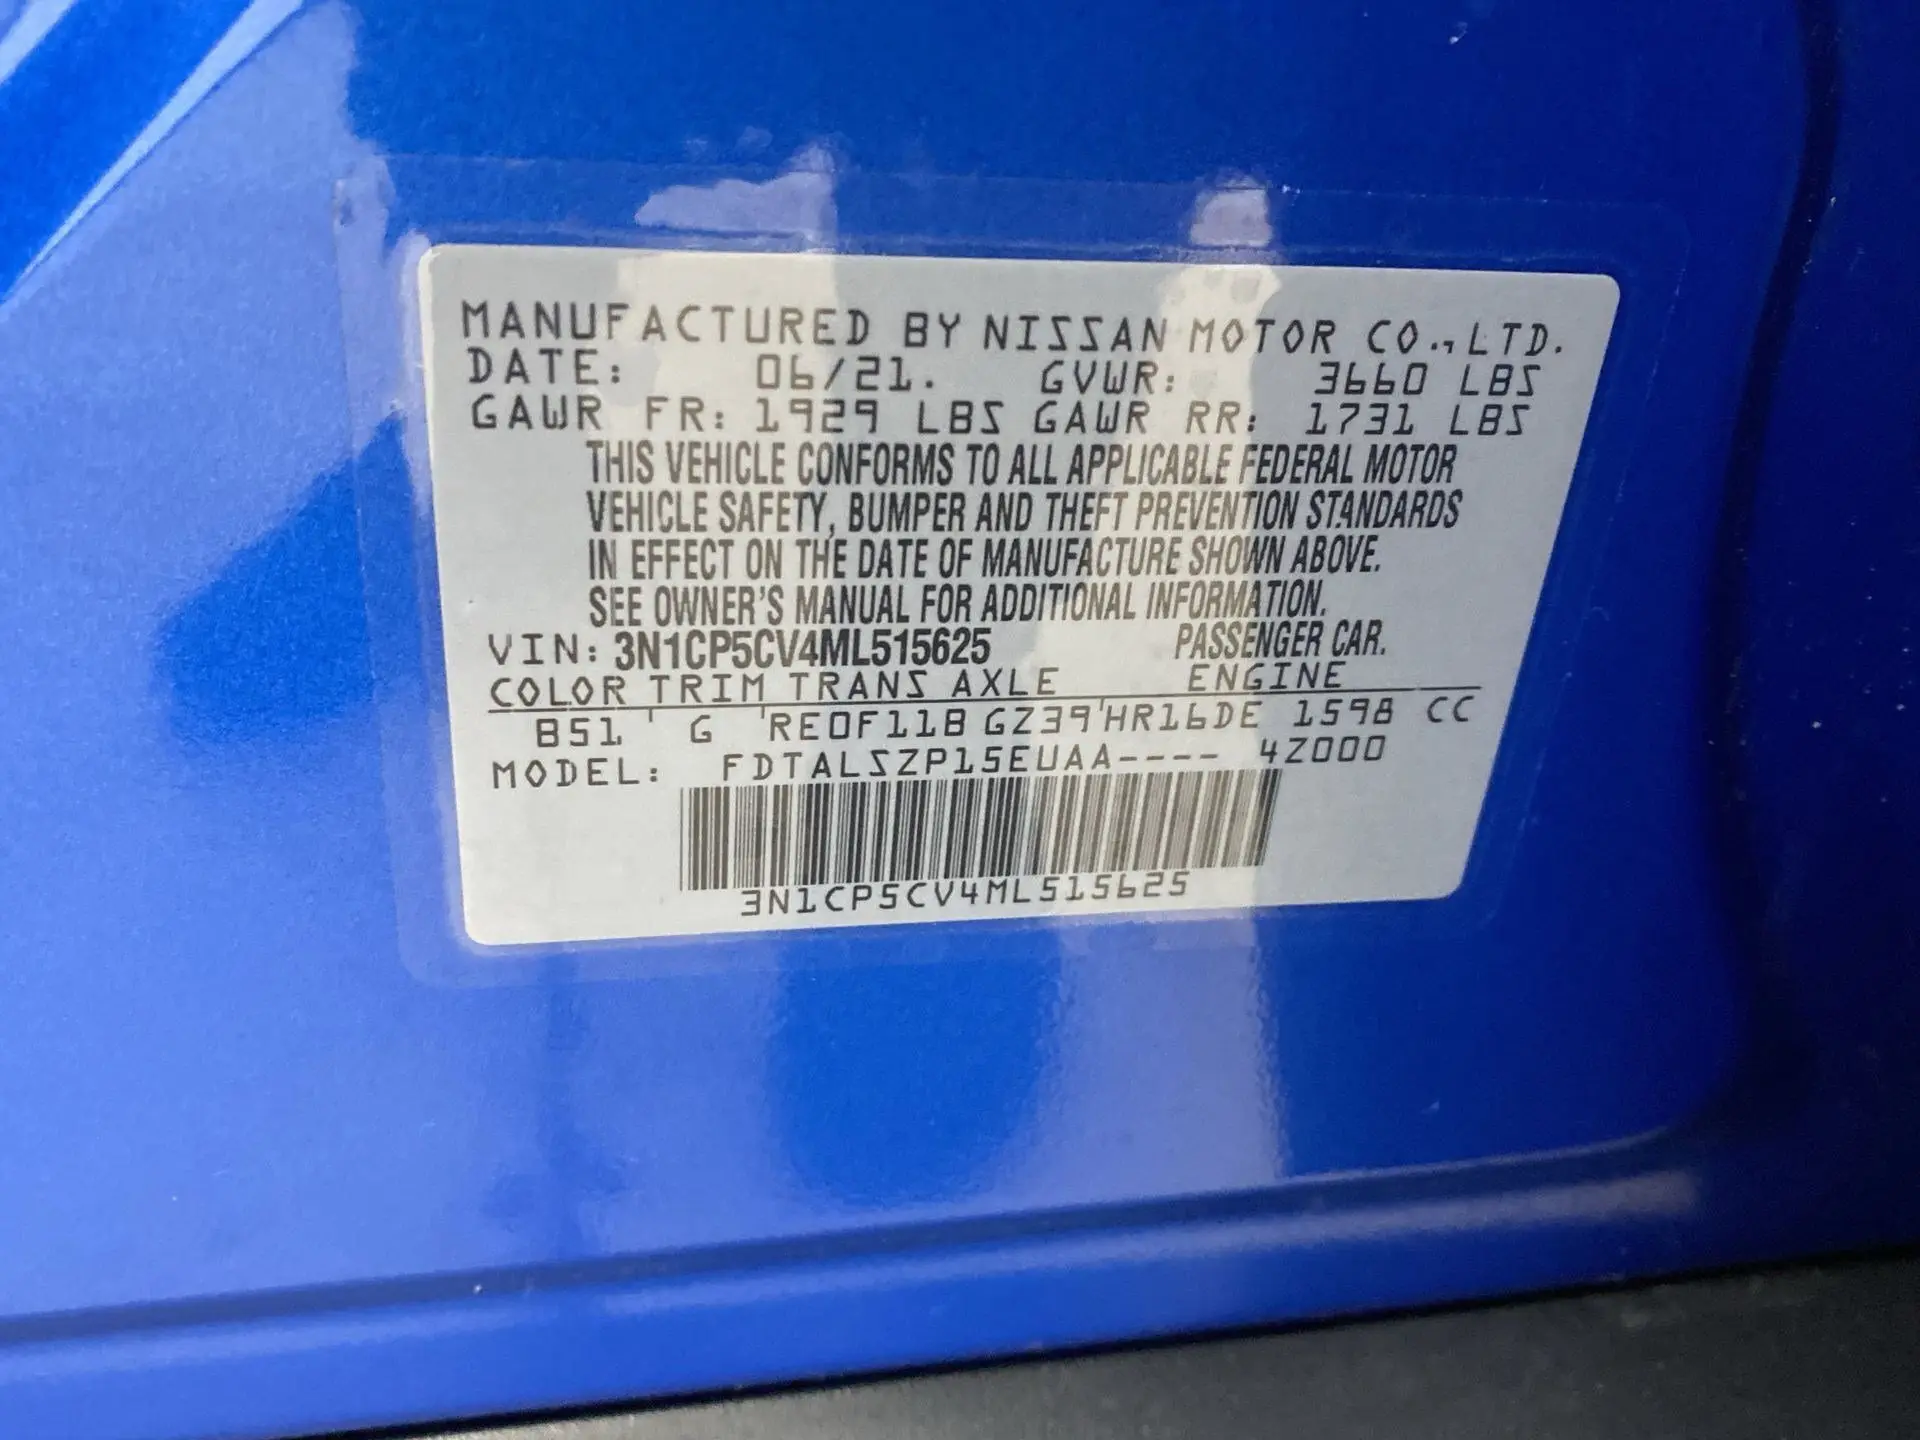 MANUFACTURED BY NISSAN MOTOR CO., LTD.
DATE: 06/21. GVWR: 3660 LBS
GAWR FR: 1929 LBS GAWR RR: 1731 LBS
THIS VEHICLE CONFORMS TO ALL APPLICABLE FEDERAL MOTOR
VEHICLE SAFETY, BUMPER AND THEFT PREVENTION STANDARDS
IN EFFECT ON THE DATE OF MANUFACTURE SHOWN ABOVE.
SEE OWNER'S MANUAL FOR ADDITIONAL INFORMATION.
VIN: 3N1CP5CV4ML515625 PASSENGER CAR.
COLOR TRIM TRANS AXLE ENGINE
B51 G RE0F11B GZ39 HR16DE 1598 CC
MODEL: FDTALSZP15EUAA---- 4Z000
3N1CP5CV4ML515625